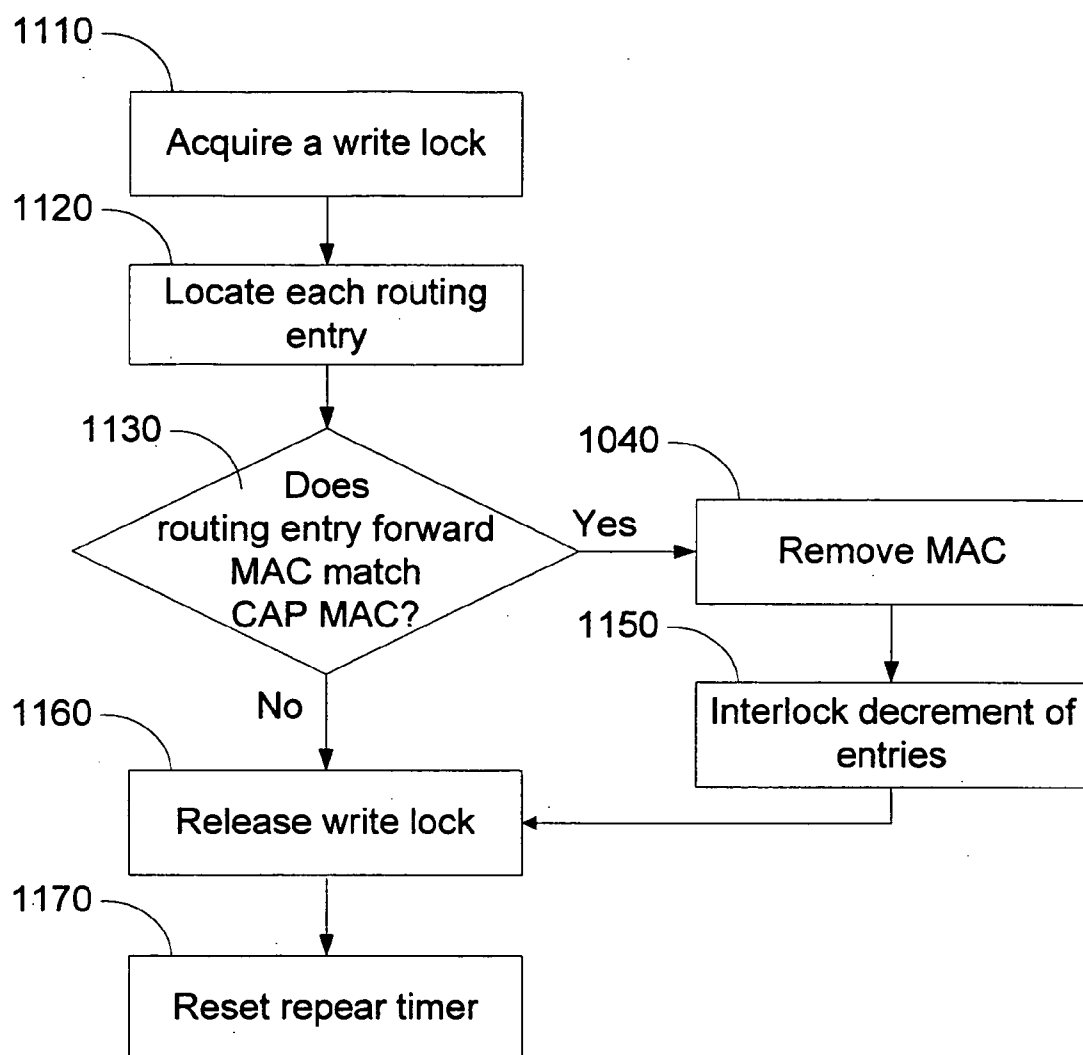 1110
Acquire a write lock
1120
Locate each routing
entry
1130
Does
routing entry forward
MAC match
CAP MAC?
Yes
1040
Remove MAC
1150
Interlock decrement of
entries
No
1160
Release write lock
1170
Reset repear timer